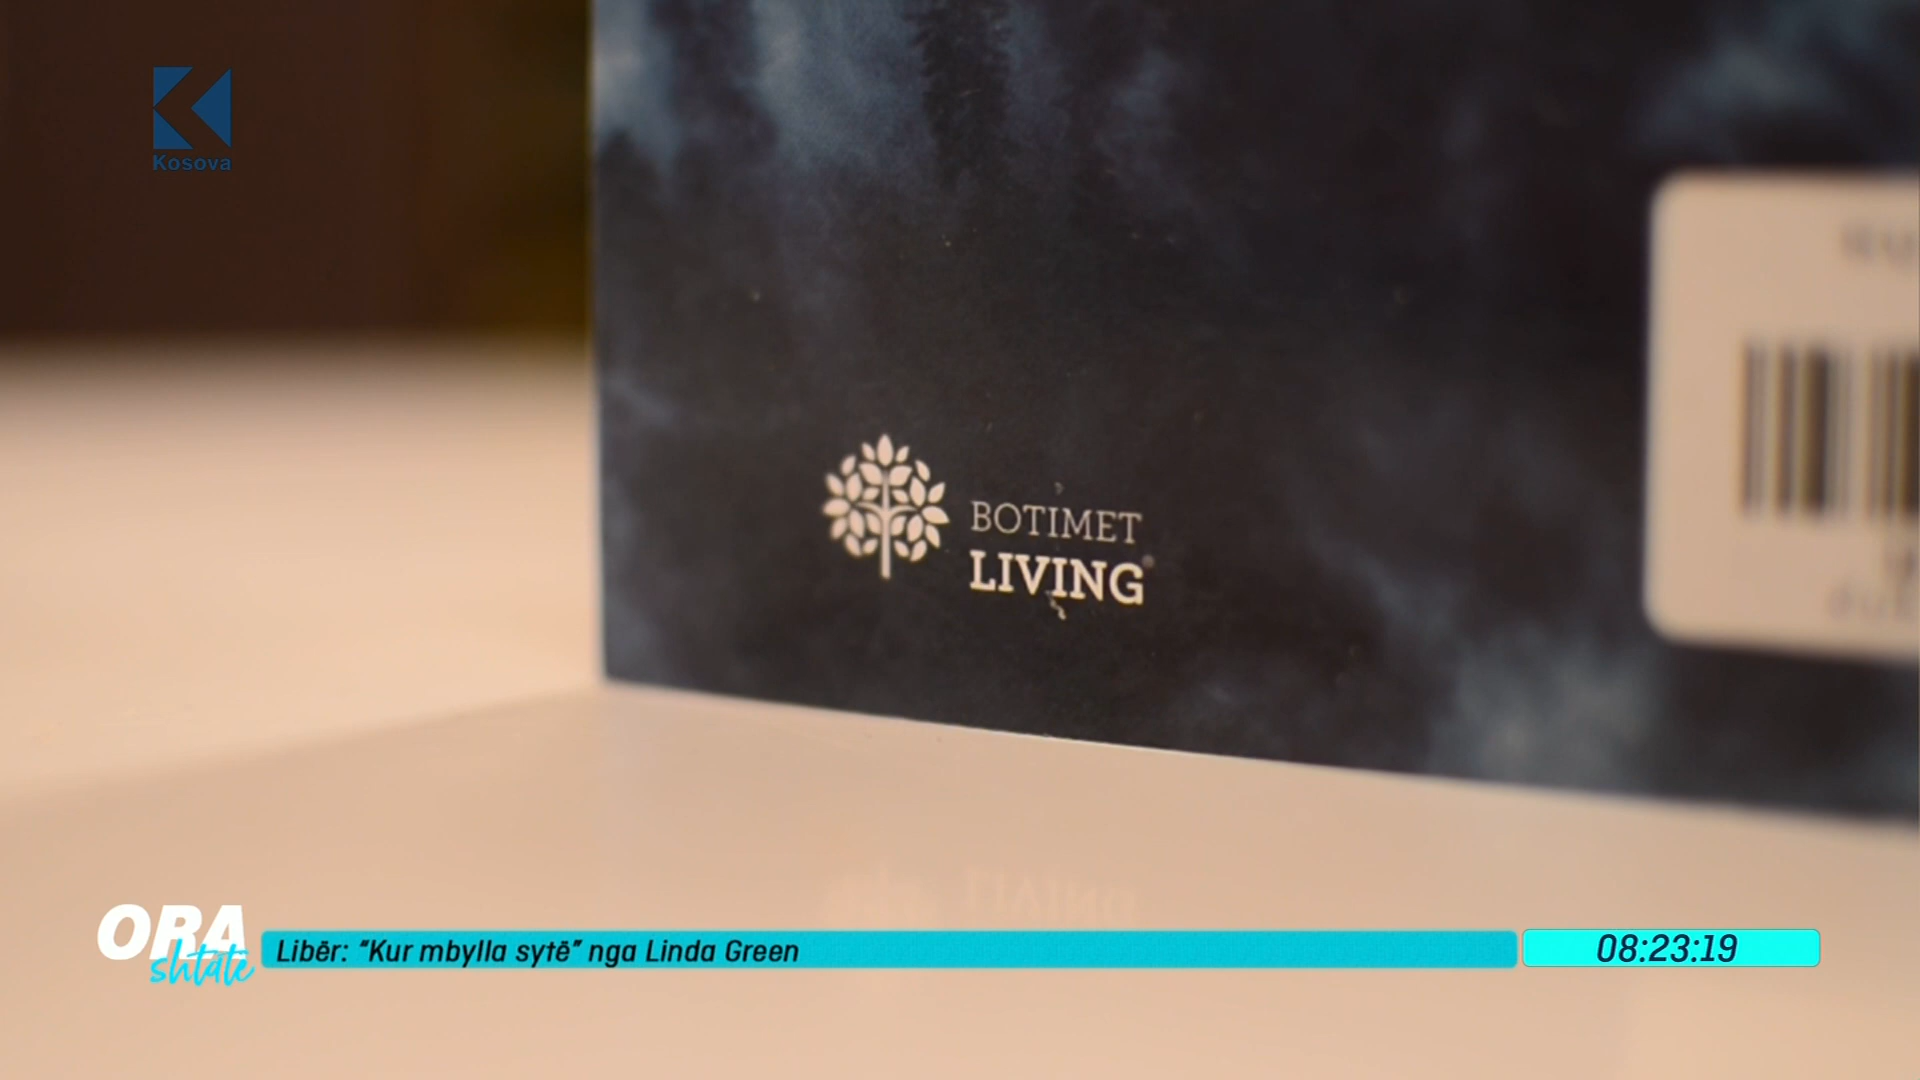 Kosova
BOTIMET
LIVING
ORA
shtatë
Libër: “Kur mbylla sytë” nga Linda Green
08:23:19